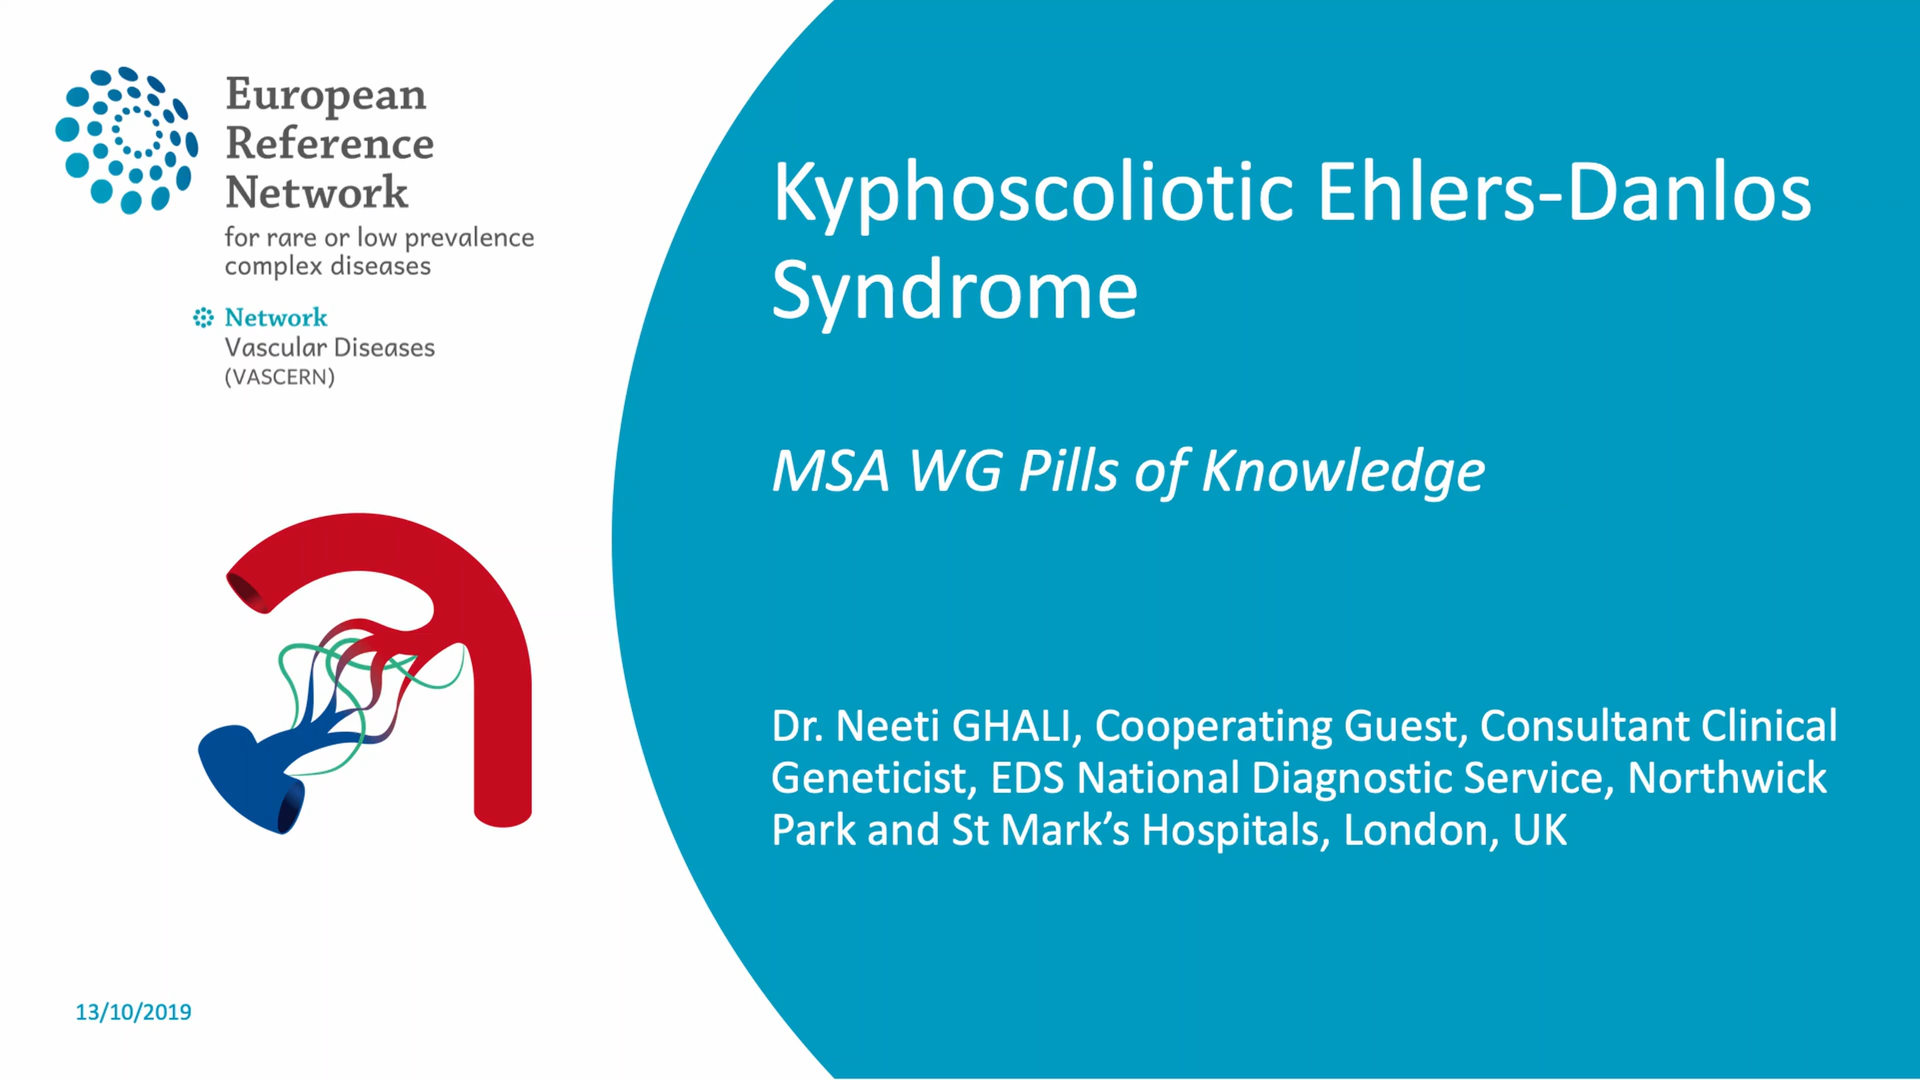 European
Reference
Network
for rare or low prevalence
complex diseases
Network
Vascular Diseases
(VASCERN)
Kyphoscoliotic Ehlers-Danlos
Syndrome
MSA WG Pills of Knowledge
Dr. Neeti GHALI, Cooperating Guest, Consultant Clinical
Geneticist, EDS National Diagnostic Service, Northwick
Park and St Mark’s Hospitals, London, UK
13/10/2019